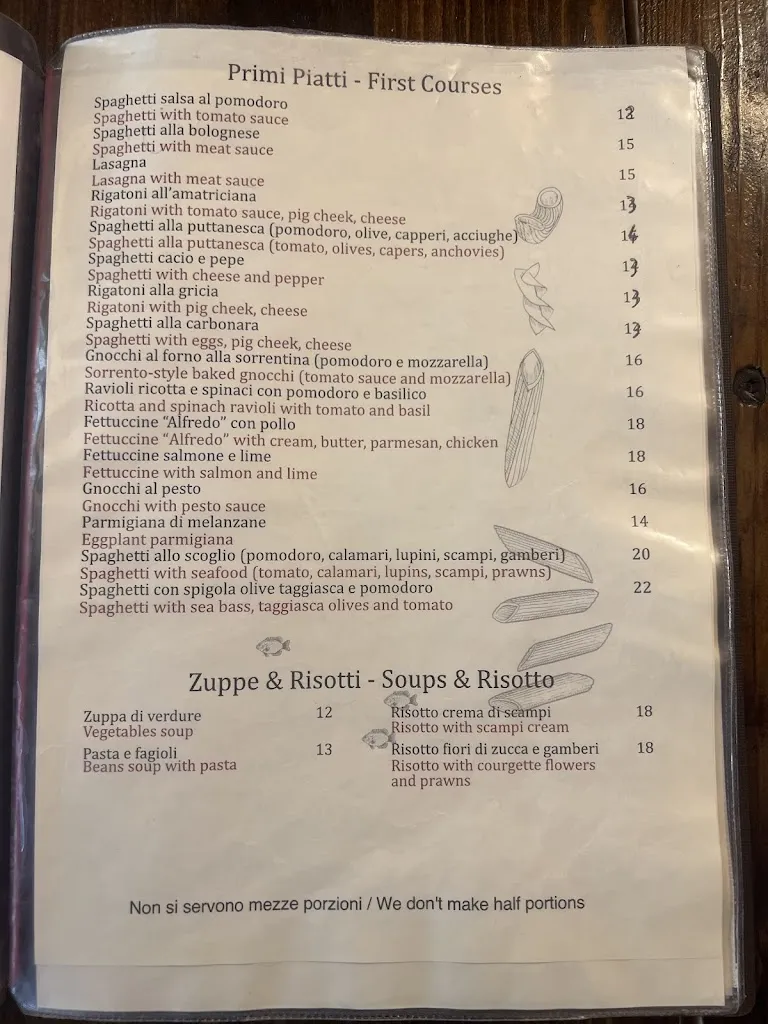 Primi Piatti - First Courses
Spaghetti salsa al pomodoro
Spaghetti with tomato sauce
Spaghetti alla bolognese 15
Spaghetti with meat sauce
Lasagna 15
Lasagna with meat sauce
Rigatoni all'amatriciana 13
Rigatoni with tomato sauce, pig cheek, cheese
Spaghetti alla puttanesca (pomodoro, olive, capperi, acciughe)
Spaghetti alla puttanesca (tomato, olives, capers, anchovies)
Spaghetti cacio e pepe 13
Spaghetti with cheese and pepper
Rigatoni alla gricia 13
Rigatoni with pig cheek, cheese
Spaghetti alla carbonara 13
Spaghetti with eggs, pig cheek, cheese
Gnocchi al forno alla sorrentina (pomodoro e mozzarella) 16
Sorrento-style baked gnocchi (tomato sauce and mozzarella)
Ravioli ricotta e spinaci con pomodoro e basilico 16
Ricotta and spinach ravioli with tomato and basil
Fettuccine “Alfredo” con pollo 18
Fettuccine “Alfredo” with cream, butter, parmesan, chicken
Fettuccine salmone e lime 18
Fettuccine with salmon and lime
Gnocchi al pesto 16
Gnocchi with pesto sauce
Parmigiana di melanzane 14
Eggplant parmigiana
Spaghetti allo scoglio (pomodoro, calamari, lupini, scampi, gamberi) 20
Spaghetti with seafood (tomato, calamari, lupins, scampi, prawns)
Spaghetti con spigola olive taggiasca e pomodoro 22
Spaghetti with sea bass, taggiasca olives and tomato
Zuppe & Risotti - Soups & Risotto
Zuppa di verdure 12
Vegetables soup
Pasta e fagioli 13
Beans soup with pasta
Risotto crema di scampi 18
Risotto with scampi cream
Risotto fiori di zucca e gamberi 18
Risotto with courgette flowers
and prawns
Non si servono mezze porzioni / We don't make half portions